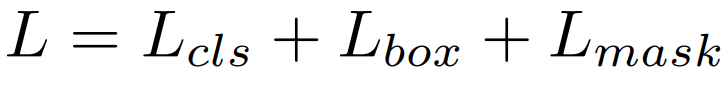 L = L_{cls} + L_{box} + L_{mask}